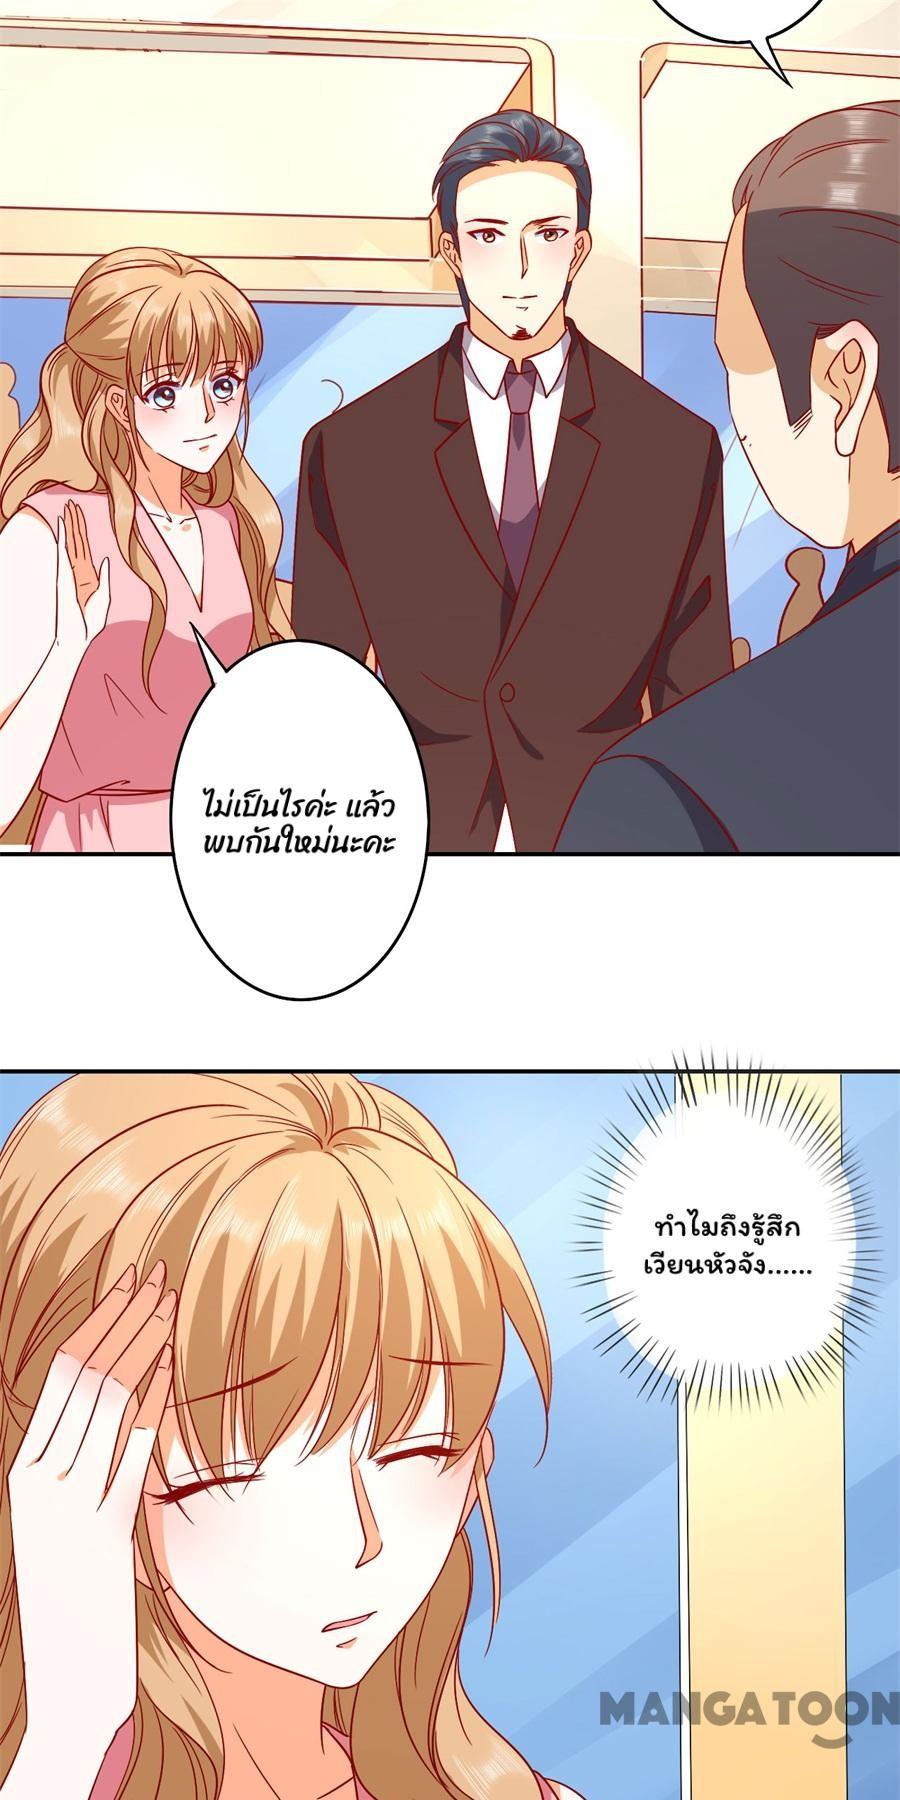 ไม่เป็นไรค่ะ แล้ว
พบกันใหม่นะคะ
ทำไมถึงรู้สึก
เวียนหัวจัง......
MANGATOON